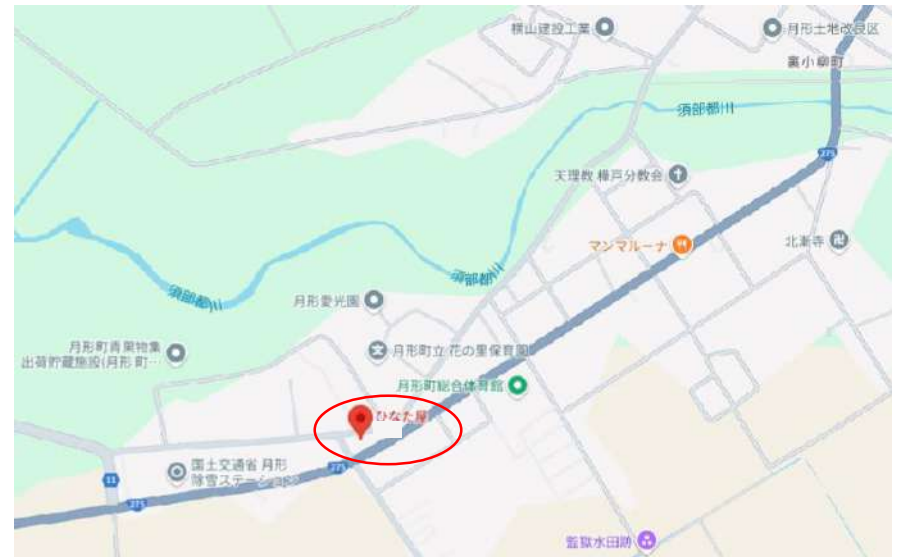 横山建設工業
月形土地改良区
裏小柳町
須部都川
275
天理教 樺戸分教会
マンマルーナ
北漸寺
須部都川
須部都川
月形愛光園
月形町青果物集
出荷貯蔵施設(月形町…
月形町立 花の里保育園
月形町総合体育館
ひなた屋
国土交通省 月形
除雪ステーション
275
11
275
監獄水田跡